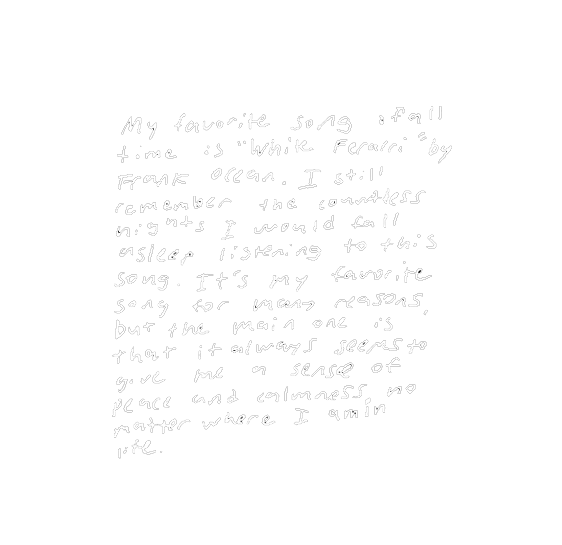 My favorite song of all
time is "White Ferarri" by
Frank Ocean. I still
remember the countless
nights I would fall
asleep listening to this
song. It's my favorite
song for many reasons,
but the main one is
that it always seems to
give me a sense of
peace and calmness no
matter where I am in
life.